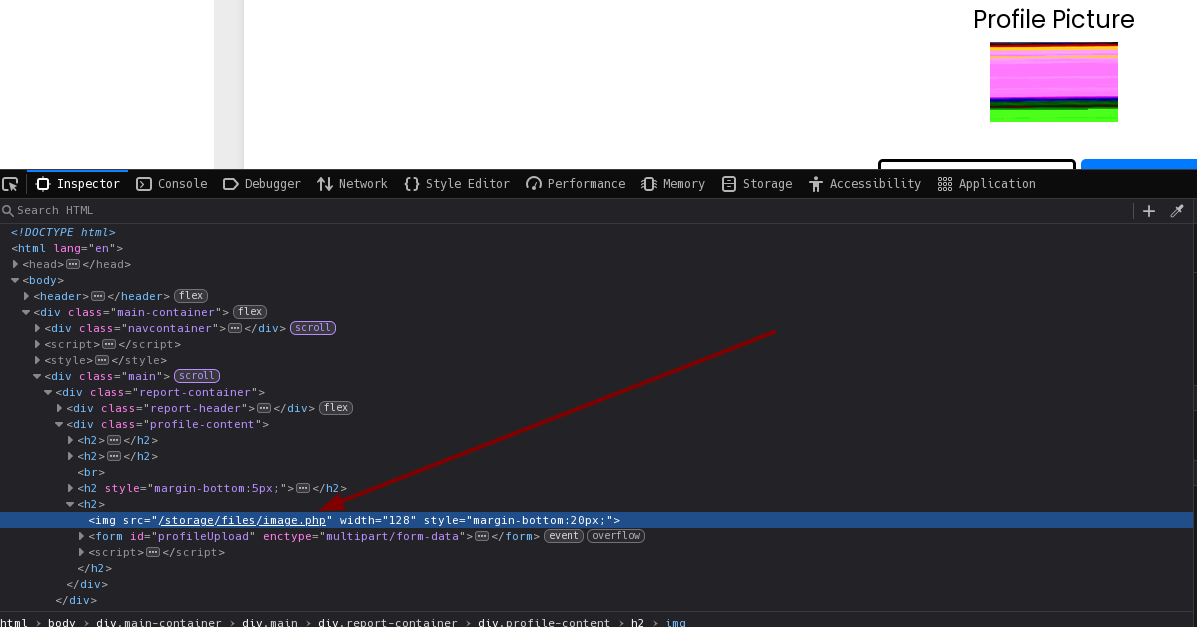 Profile Picture
Inspector Console Debugger Network {} Style Editor Performance Memory Storage Accessibility Application
Search HTML
<!DOCTYPE html>
<html lang="en">
<head>⋯</head>
<body>
<header>⋯</header> flex
<div class="main-container"> flex
<div class="navcontainer">⋯</div> scroll
<script>⋯</script>
<style>⋯</style>
<div class="main"> scroll
<div class="report-container">
<div class="report-header">⋯</div> flex
<div class="profile-content">
<h2>⋯</h2>
<h2>⋯</h2>
<br>
<h2 style="margin-bottom:5px;">⋯</h2>
<h2>
<img src="/storage/files/image.php" width="128" style="margin-bottom:20px;">
<form id="profileUpload" enctype="multipart/form-data">⋯</form> event overflow
<script>⋯</script>
</h2>
</div>
</div>
html > body > div.main-container > div.main > div.report-container > div.profile-content > h2 > img